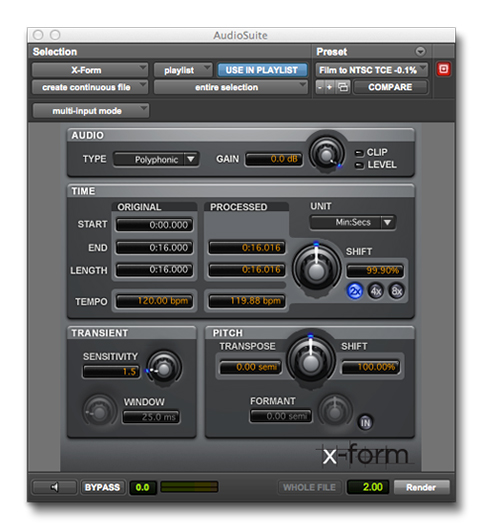 AudioSuite
Selection Preset
X-Form playlist USE IN PLAYLIST Film to NTSC TCE -0.1%
create continuous file entire selection - + COMPARE
multi-input mode
AUDIO
TYPE Polyphonic GAIN 0.0 dB CLIP
LEVEL
TIME
ORIGINAL PROCESSED UNIT
START 0:00.000 Min:Secs
END 0:16.000 0:16.016 SHIFT
LENGTH 0:16.000 0:16.016 99.90%
2x 4x 8x
TEMPO 120.00 bpm 119.88 bpm
TRANSIENT PITCH
SENSITIVITY TRANSPOSE SHIFT
1.5 0.00 semi 100.00%
WINDOW FORMANT
25.0 ms 0.00 semi IN
x-form
BYPASS 0.0 WHOLE FILE 2.00 Render